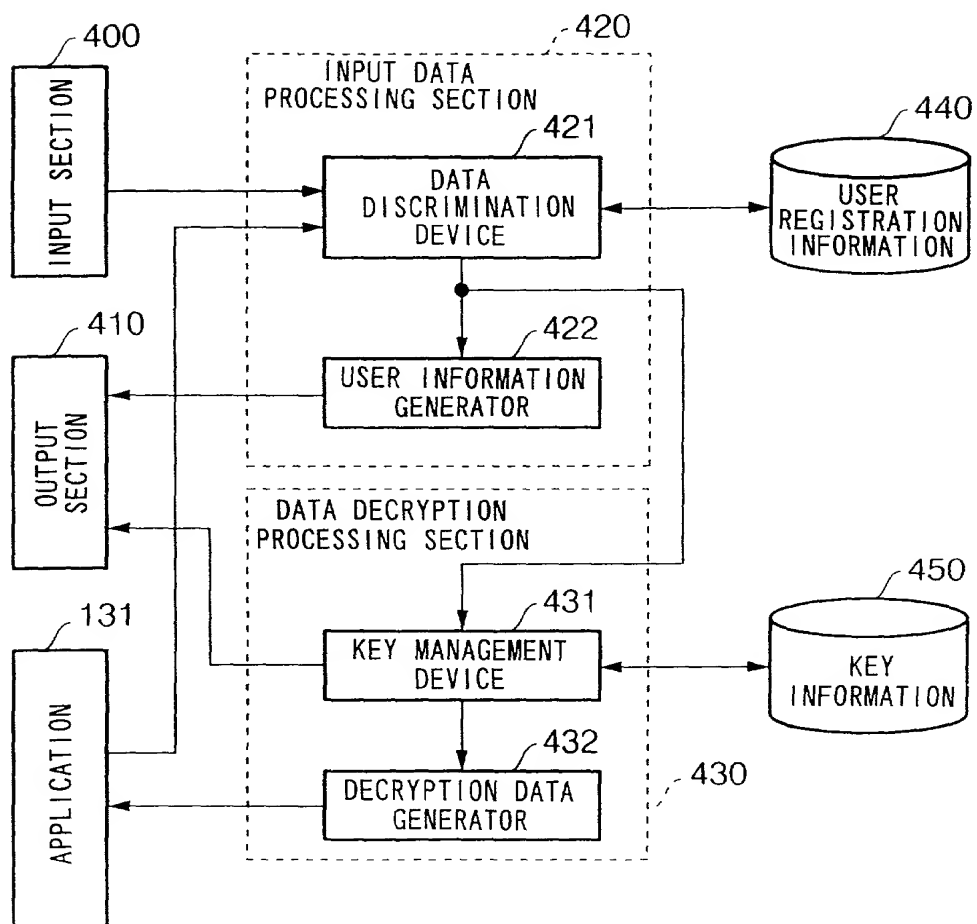 400
INPUT SECTION
420
INPUT DATA
PROCESSING SECTION
421
DATA
DISCRIMINATION
DEVICE
440
USER
REGISTRATION
INFORMATION
410
OUTPUT
SECTION
422
USER INFORMATION
GENERATOR
DATA DECRYPTION
PROCESSING SECTION
131
APPLICATION
431
KEY MANAGEMENT
DEVICE
450
KEY
INFORMATION
432
DECRYPTION DATA
GENERATOR
430